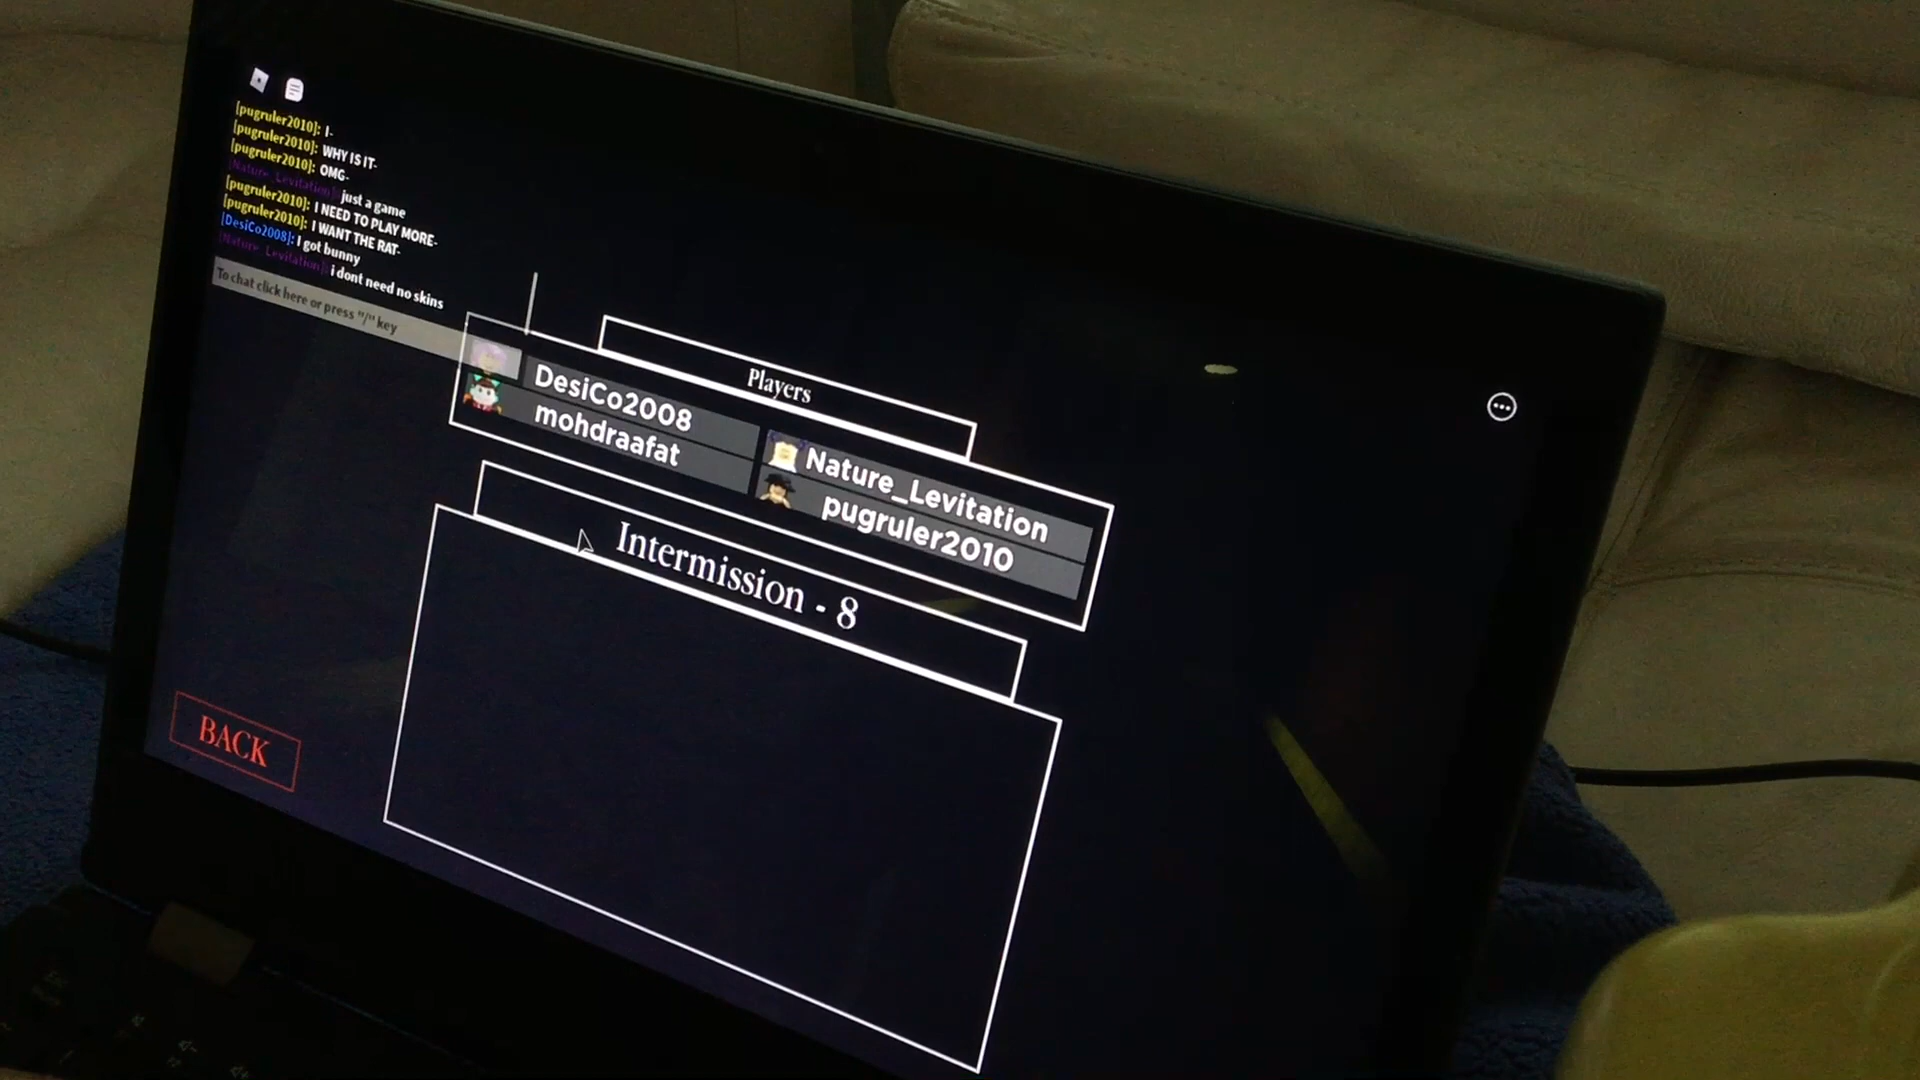 [pugruler2010]: I-
[pugruler2010]: WHY IS IT-
[pugruler2010]: OMG-
[Nature_Levitation]: just a game
[pugruler2010]: I NEED TO PLAY MORE-
[pugruler2010]: I WANT THE RAT-
[DesiCo2008]: I got bunny
[Nature_Levitation]: i dont need no skins
To chat click here or press "/" key
Players
DesiCo2008
mohdraafat
Nature_Levitation
pugruler2010
Intermission - 8
BACK